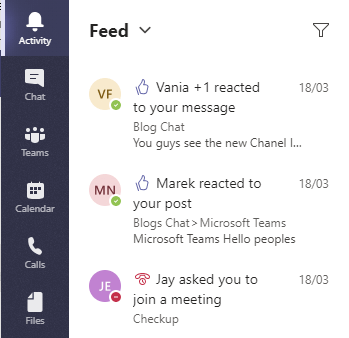 Activity
Chat
Teams
Calendar
Calls
Files
Feed
VF
Vania +1 reacted
18/03
to your message
Blog Chat
You guys see the new Chanel I...
MN
Marek reacted to
18/03
your post
Blogs Chat > Microsoft Teams
Microsoft Teams Hello peoples
JE
Jay asked you to
18/03
join a meeting
Checkup